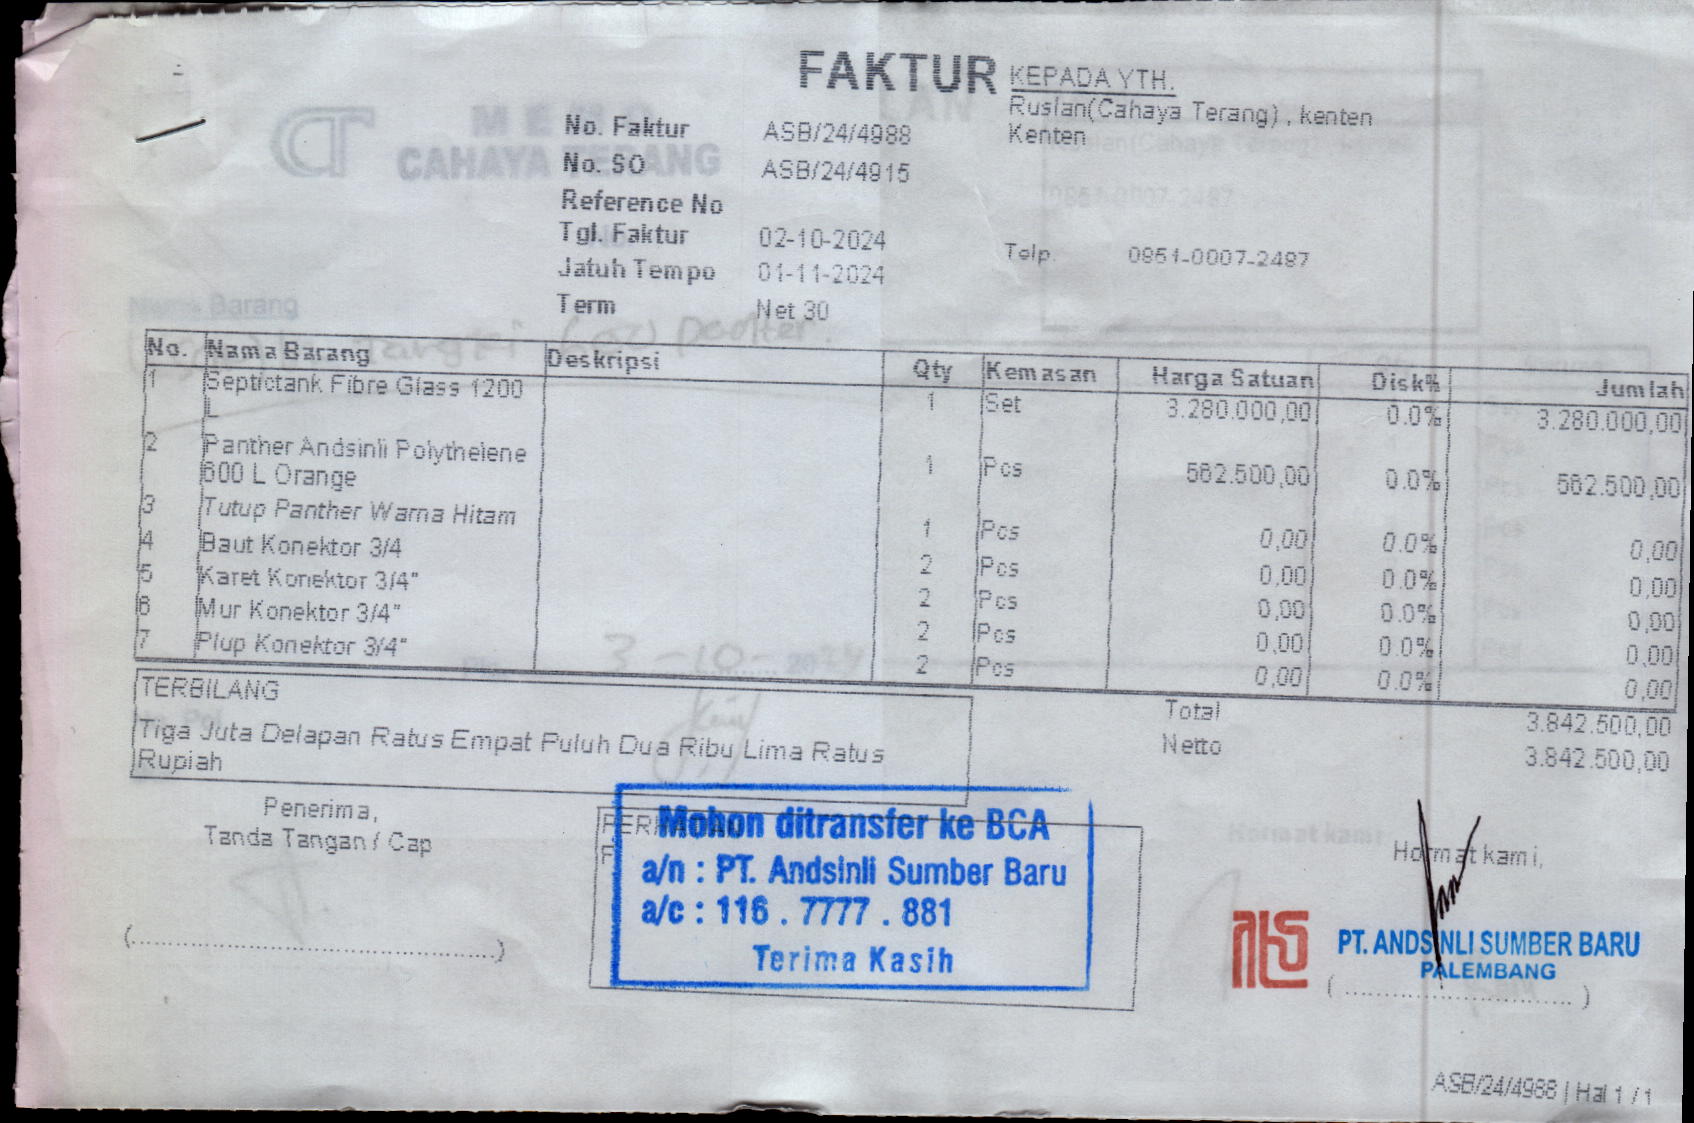 FAKTUR
KEPADA YTH.
Ruslan(Cahaya Terang) , kenten
Kenten
No. Faktur ASB/24/4988
No. SO ASB/24/4915
Reference No
Tgl. Faktur 02-10-2024
Jatuh Tempo 01-11-2024
Term Net 30
Telp. 0851-0007-2487
MEMO
CAHAYA TERANG
Nama Barang
No. Nama Barang Deskripsi Qty Kemasan Harga Satuan Disk% Jumlah
1 Septictank Fibre Glass 1200 L 1 Set 3.280.000,00 0.0% 3.280.000,00
2 Panther Andsinli Polythelene 1 Pcs 562.500,00 0.0% 562.500,00
600 L Orange
3 Tutup Panther Warna Hitam 1 Pcs 0,00 0.0% 0,00
4 Baut Konektor 3/4 2 Pcs 0,00 0.0% 0,00
5 Karet Konektor 3/4" 2 Pcs 0,00 0.0% 0,00
6 Mur Konektor 3/4" 2 Pcs 0,00 0.0% 0,00
7 Plup Konektor 3/4" 2 Pcs 0,00 0.0% 0,00
3 - 10 - 2024
TERBILANG
Tiga Juta Delapan Ratus Empat Puluh Dua Ribu Lima Ratus
Rupiah
Total 3.842.500,00
Netto 3.842.500,00
Penerima,
Tanda Tangan / Cap
(...........................................)
Mohon ditransfer ke BCA
a/n : PT. Andsinli Sumber Baru
a/c : 116 . 7777 . 881
Terima Kasih
Hormat kami,
PT. ANDSINLI SUMBER BARU
PALEMBANG
( ........................... )
ASB/24/4988 | Hal 1 / 1